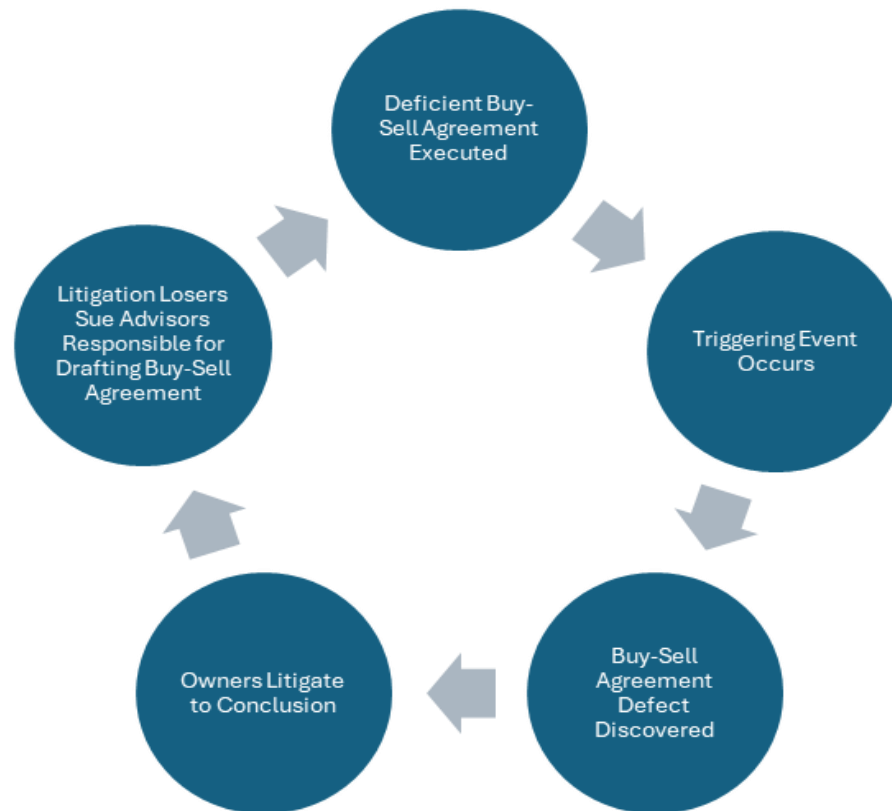 Deficient Buy-
Sell Agreement
Executed
Triggering Event
Occurs
Buy-Sell
Agreement
Defect
Discovered
Owners Litigate
to Conclusion
Litigation Losers
Sue Advisors
Responsible for
Drafting Buy-Sell
Agreement